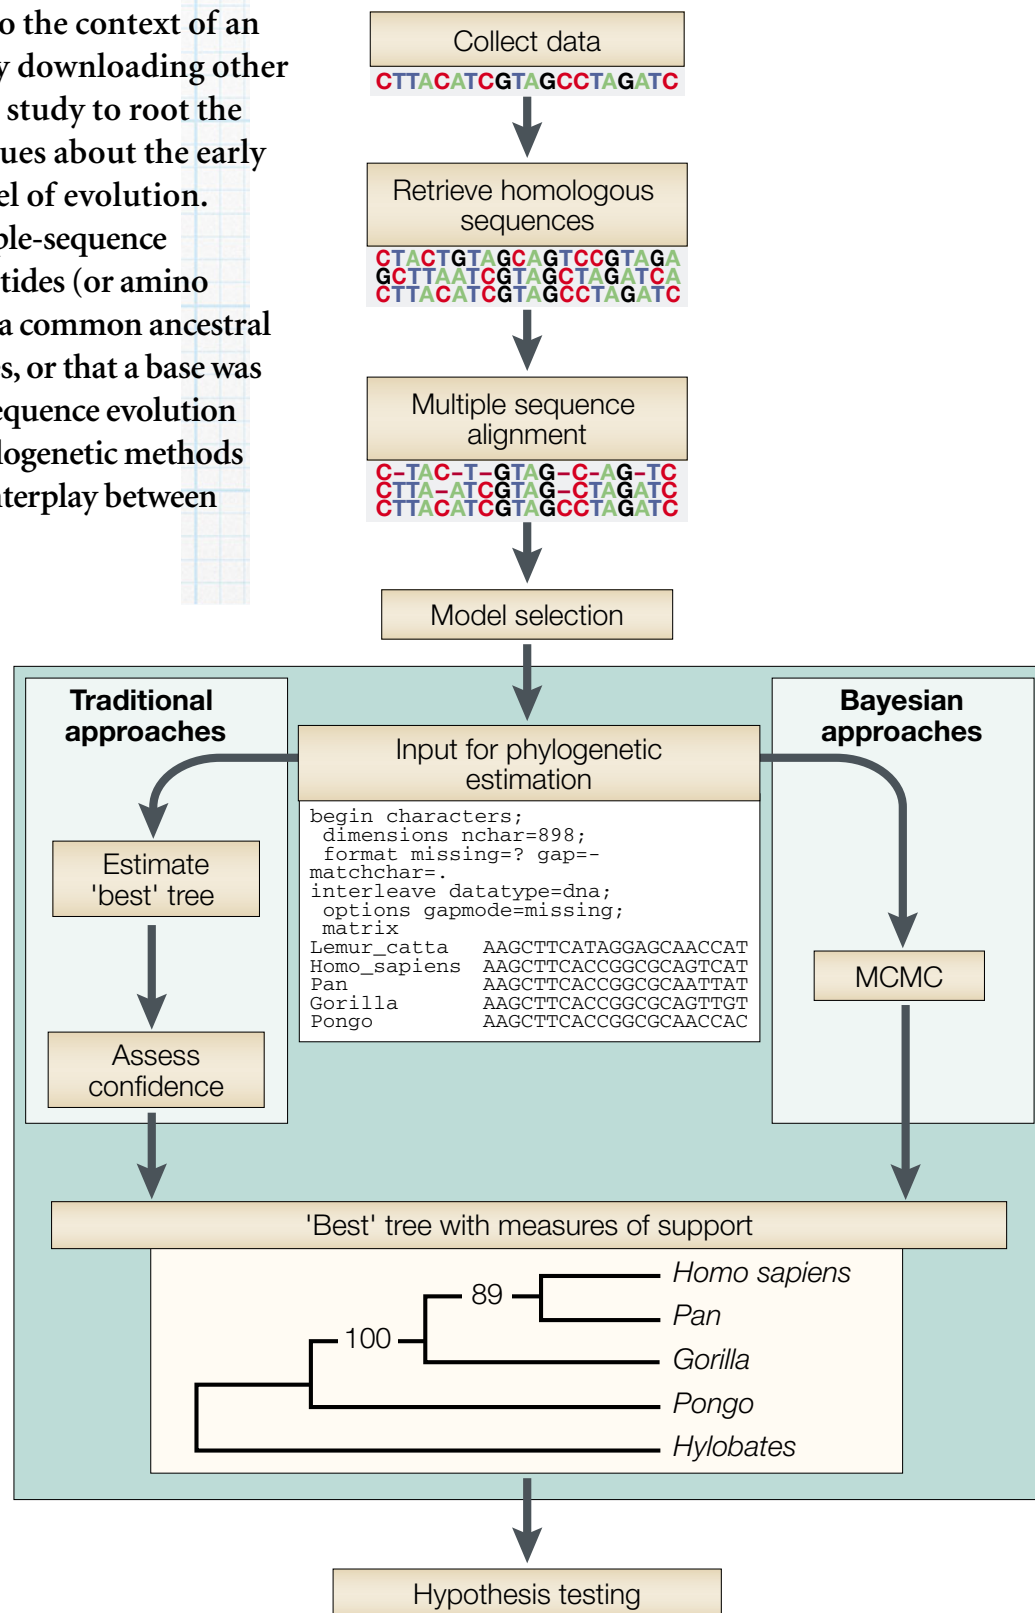 o the context of an
y downloading other
study to root the
ues about the early
el of evolution.
ple-sequence
tides (or amino
a common ancestral
es, or that a base was
equence evolution
logenetic methods
nterplay between
Collect data
CTTACATCGTAGCCTAGATC
Retrieve homologous
sequences
CTACTGTAGCAGTCCGTAGA
GCTTAATCGTAGCTAGATCA
CTTACATCGTAGCCTAGATC
Multiple sequence
alignment
C–TAC–T–GTAG–C–AG–TC
CTTA–ATCGTAG–CTAGATC
CTTACATCGTAGCCTAGATC
Model selection
Traditional
approaches
Bayesian
approaches
Input for phylogenetic
estimation
begin characters;
dimensions nchar=898;
format missing=? gap=-
matchchar=.
interleave datatype=dna;
options gapmode=missing;
matrix
Lemur_catta AAGCTTCATAGGAGCAACCAT
Homo_sapiens AAGCTTCACCGGCGCAGTCAT
Pan AAGCTTCACCGGCGCAATTAT
Gorilla AAGCTTCACCGGCGCAGTTGT
Pongo AAGCTTCACCGGCGCAACCAC
Estimate
'best' tree
Assess
confidence
MCMC
'Best' tree with measures of support
Homo sapiens
89
Pan
100
Gorilla
Pongo
Hylobates
Hypothesis testing